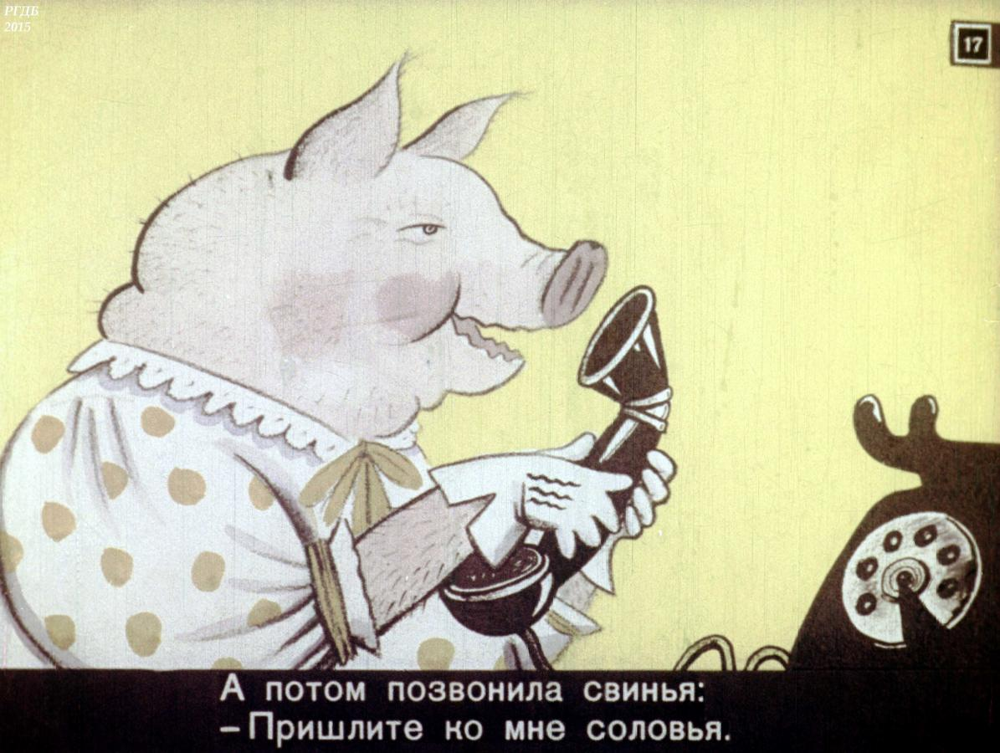 РГДБ
2015
17
А потом позвонила свинья:
– Пришлите ко мне соловья.